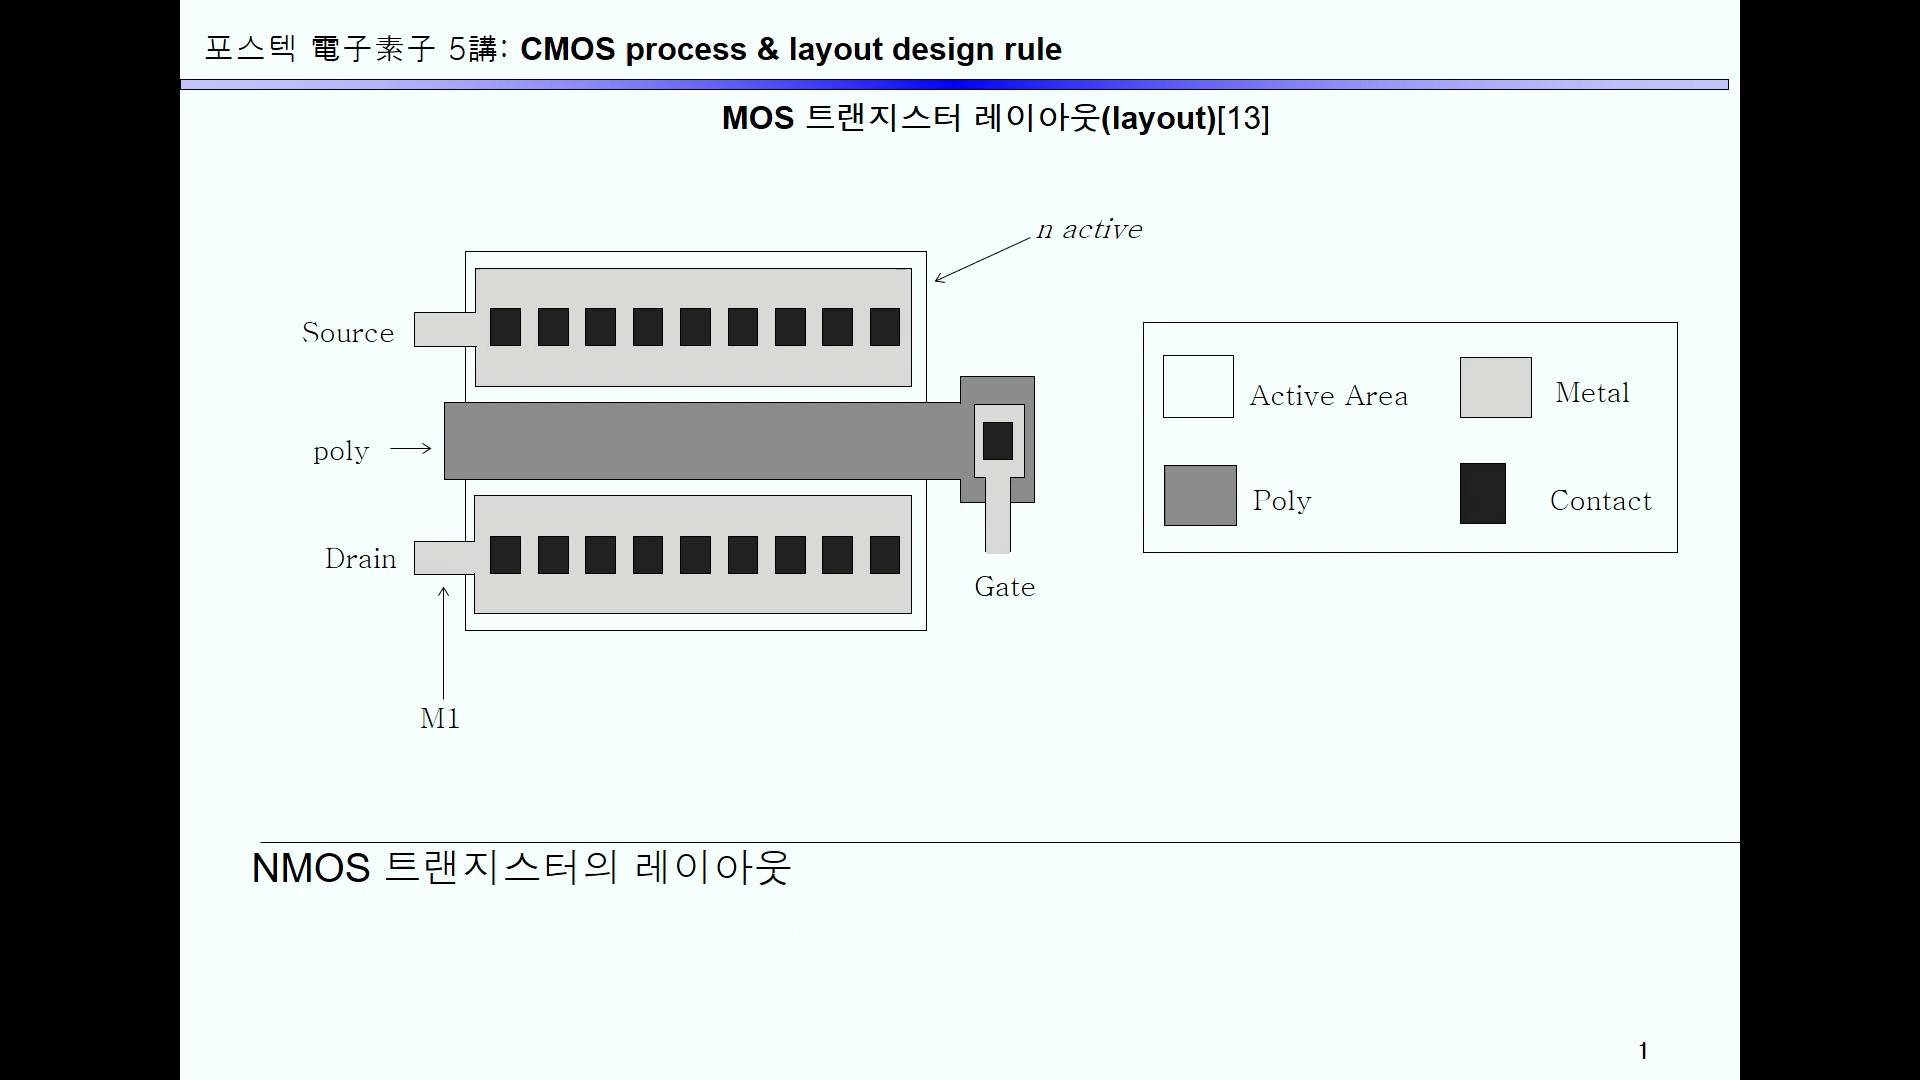 포스텍 電子素子 5講: CMOS process & layout design rule
MOS 트랜지스터 레이아웃(layout)[13]
n active
Source
poly
Drain
Gate
M1
Active Area
Metal
Poly
Contact
NMOS 트랜지스터의 레이아웃
1